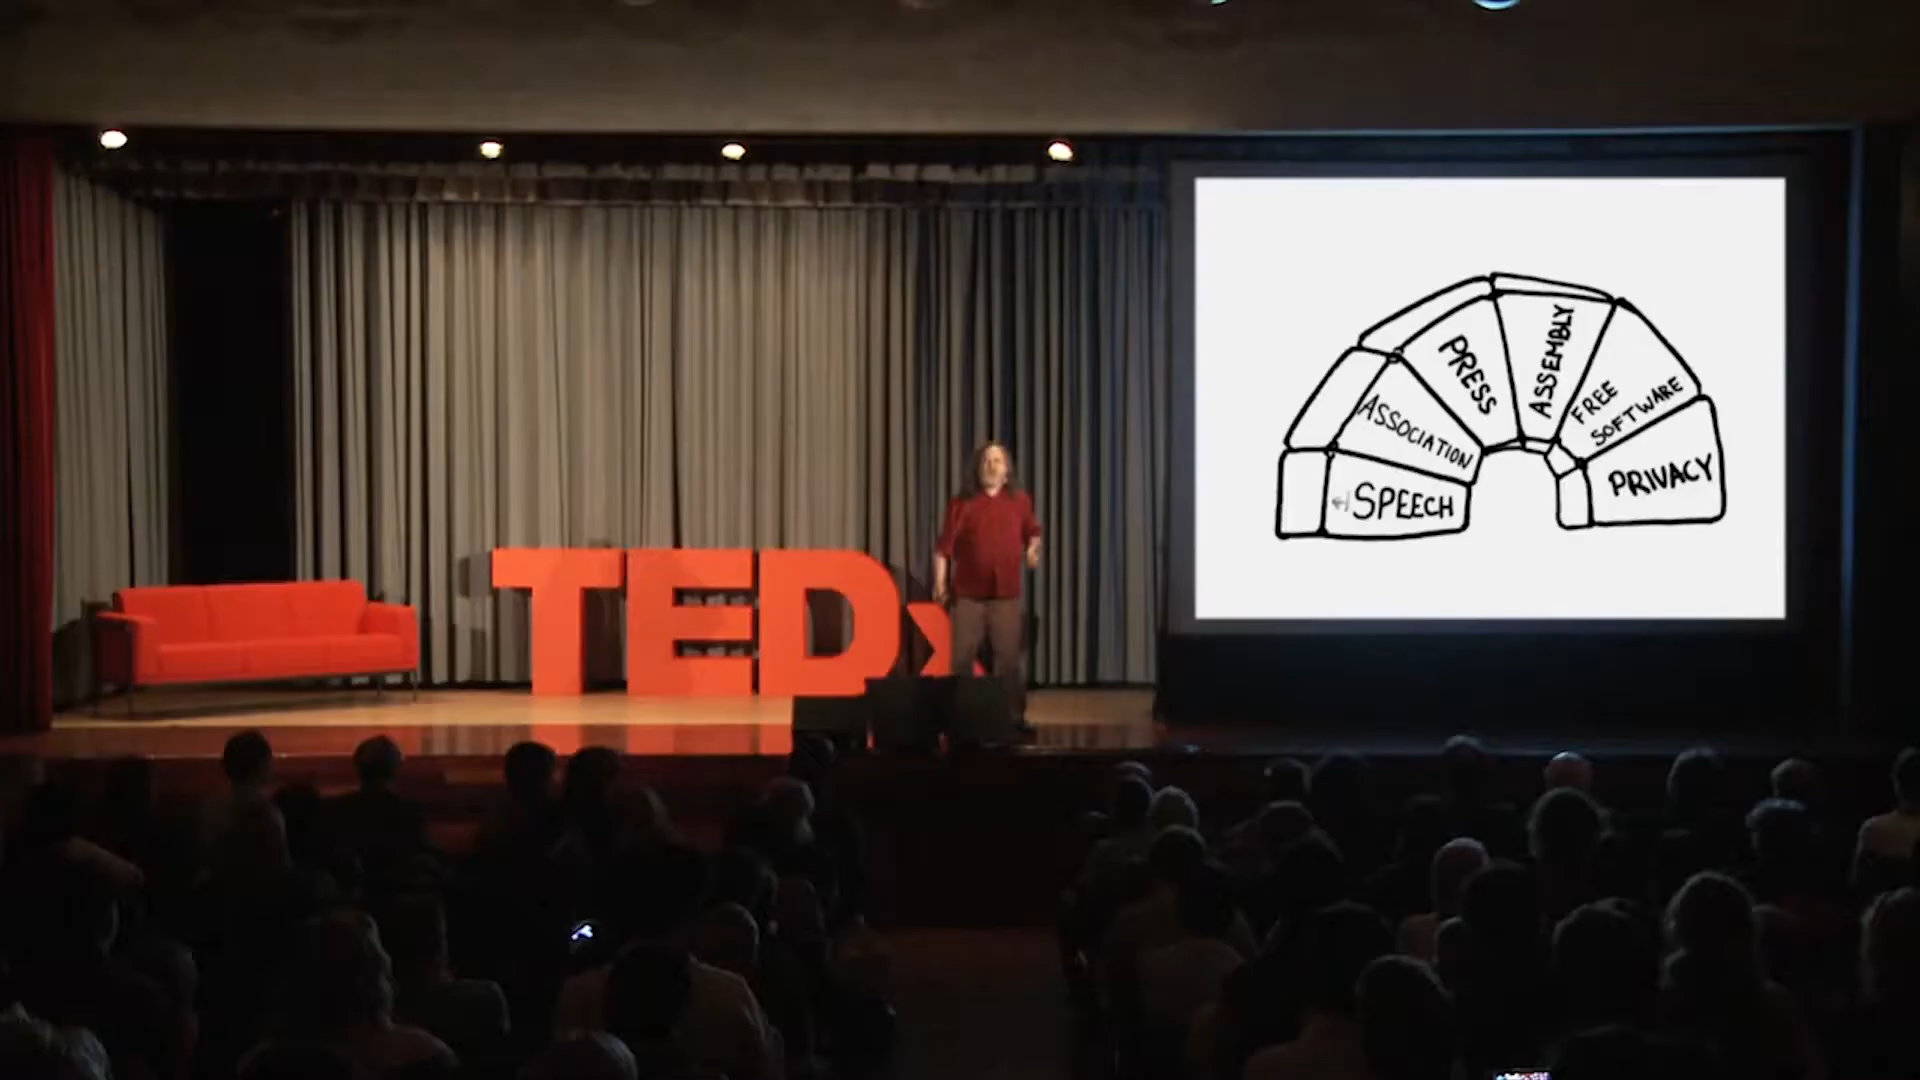 TEDx
PRESS
ASSEMBLY
FREE
SOFTWARE
ASSOCIATION
PRIVACY
SPEECH